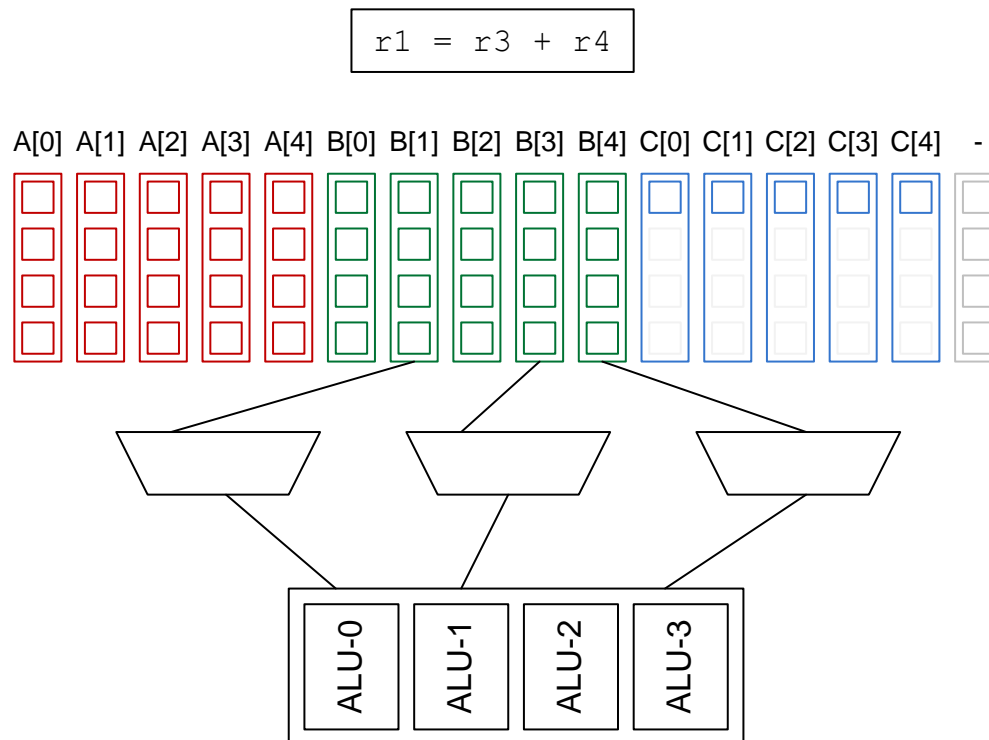 r1 = r3 + r4
A[0] A[1] A[2] A[3] A[4] B[0] B[1] B[2] B[3] B[4] C[0] C[1] C[2] C[3] C[4] -
ALU-0 ALU-1 ALU-2 ALU-3